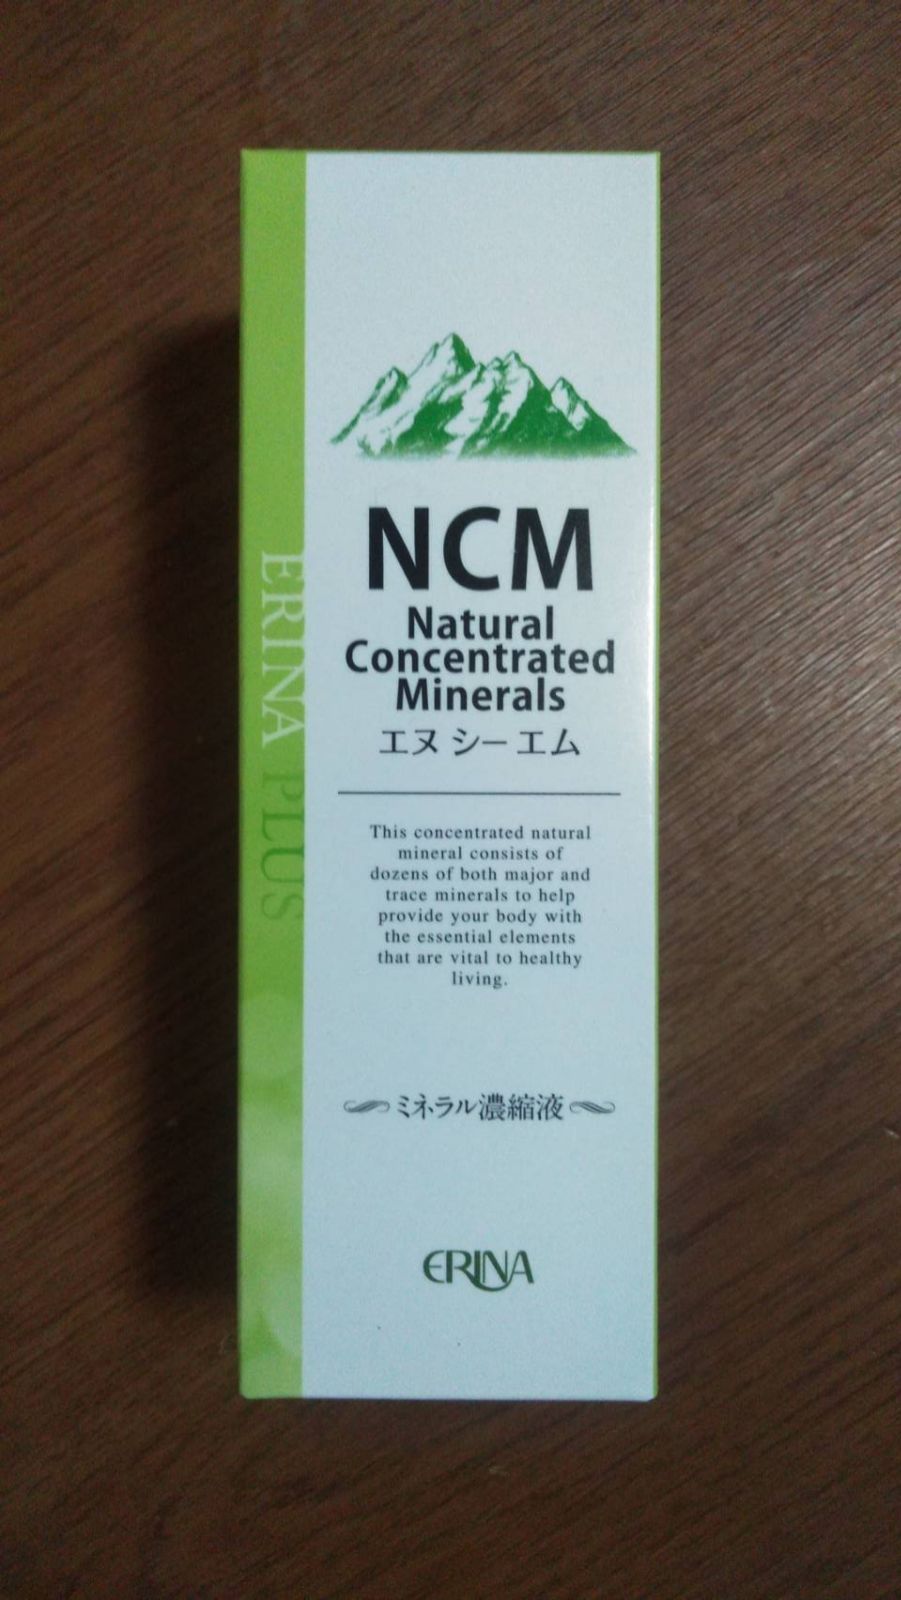 NCM
Natural
Concentrated
Minerals
エヌ シー エム
This concentrated natural
mineral consists of
dozens of both major and
trace minerals to help
provide your body with
the essential elements
that are vital to healthy
living.
ミネラル濃縮液
ERINA
ERINA PLUS